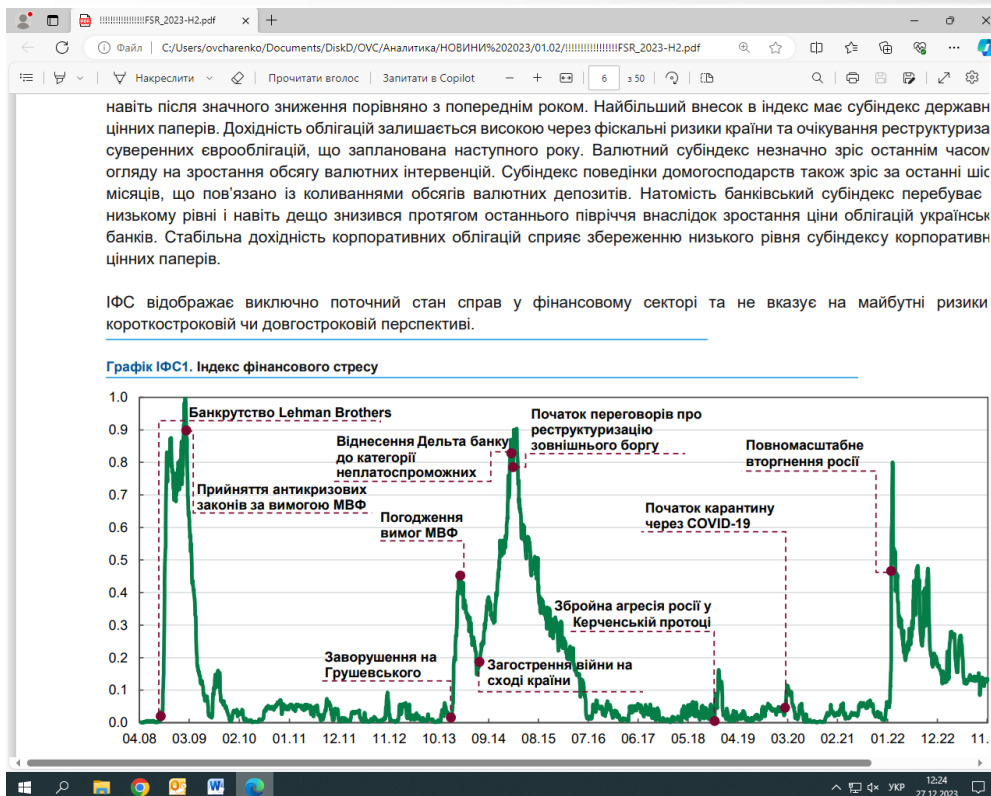 !!!!!!!!!!!!!!!!!FSR_2023-H2.pdf
Файл | C:/Users/ovcharenko/Documents/DiskD/OVC/Аналитика/НОВИНИ%202023/01.02/!!!!!!!!!!!!!!!!!FSR_2023-H2.pdf
Накреслити Прочитати вголос Запитати в Copilot 6 з 50
навіть після значного зниження порівняно з попереднім роком. Найбільший внесок в індекс має субіндекс державн
цінних паперів. Дохідність облігацій залишається високою через фіскальні ризики країни та очікування реструктуриза
суверенних єврооблігацій, що запланована наступного року. Валютний субіндекс незначно зріс останнім часом
огляду на зростання обсягу валютних інтервенцій. Субіндекс поведінки домогосподарств також зріс за останні шіс
місяців, що пов’язано із коливаннями обсягів валютних депозитів. Натомість банківський субіндекс перебуває
низькому рівні і навіть дещо знизився протягом останнього півріччя внаслідок зростання ціни облігацій українськ
банків. Стабільна дохідність корпоративних облігацій сприяє збереженню низького рівня субіндексу корпоративн
цінних паперів.
ІФС відображає виключно поточний стан справ у фінансовому секторі та не вказує на майбутні ризики
короткостроковій чи довгостроковій перспективі.
Графік ІФС1. Індекс фінансового стресу
1.0
0.9
0.8
0.7
0.6
0.5
0.4
0.3
0.2
0.1
0.0
Банкрутство Lehman Brothers
Прийняття антикризових
законів за вимогою МВФ
Віднесення Дельта банку
до категорії
неплатоспроможних
Початок переговорів про
реструктуризацію
зовнішнього боргу
Повномасштабне
вторгнення росії
Погодження
вимог МВФ
Початок карантину
через COVID-19
Збройна агресія росії у
Керченській протоці
Заворушення на
Грушевського
Загострення війни на
сході країни
04.08 03.09 02.10 01.11 12.11 11.12 10.13 09.14 08.15 07.16 06.17 05.18 04.19 03.20 02.21 01.22 12.22 11.
УКР
12:24
27.12.2023